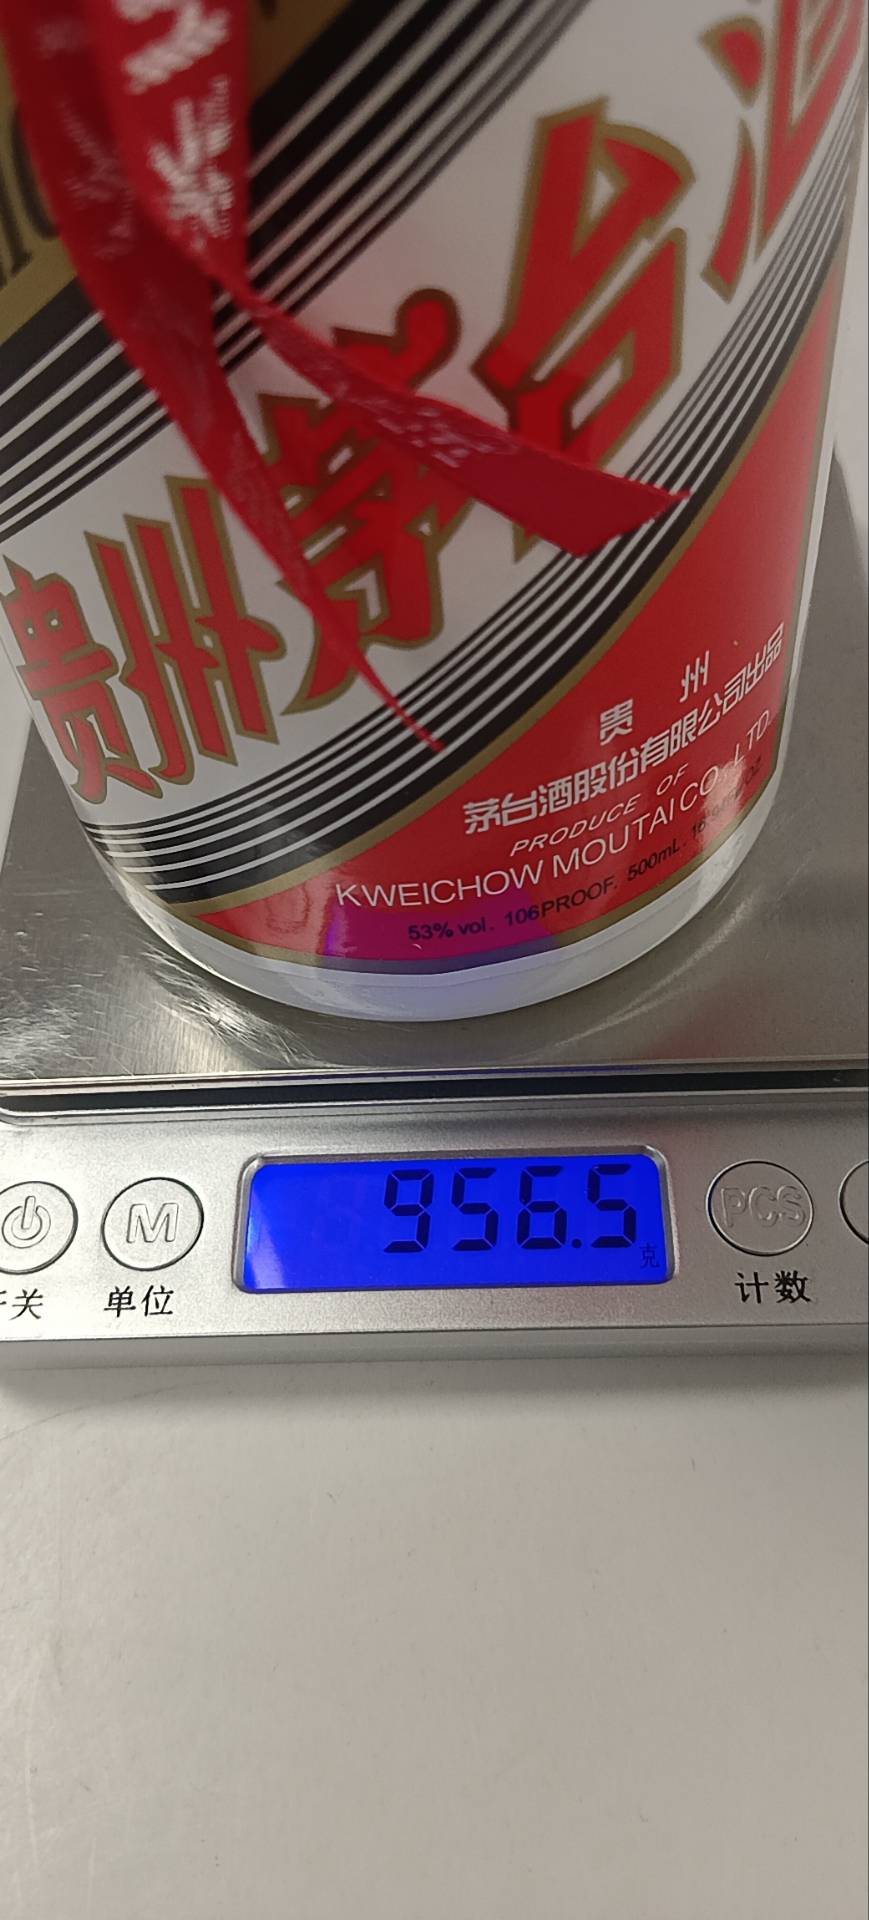 贵州茅台酒
贵州
茅台酒股份有限公司出品
PRODUCE OF
KWEICHOW MOUTAI CO., LTD.
53% vol. 106PROOF. 500mL.
956.5
克
M
PCS
关
单位
计数